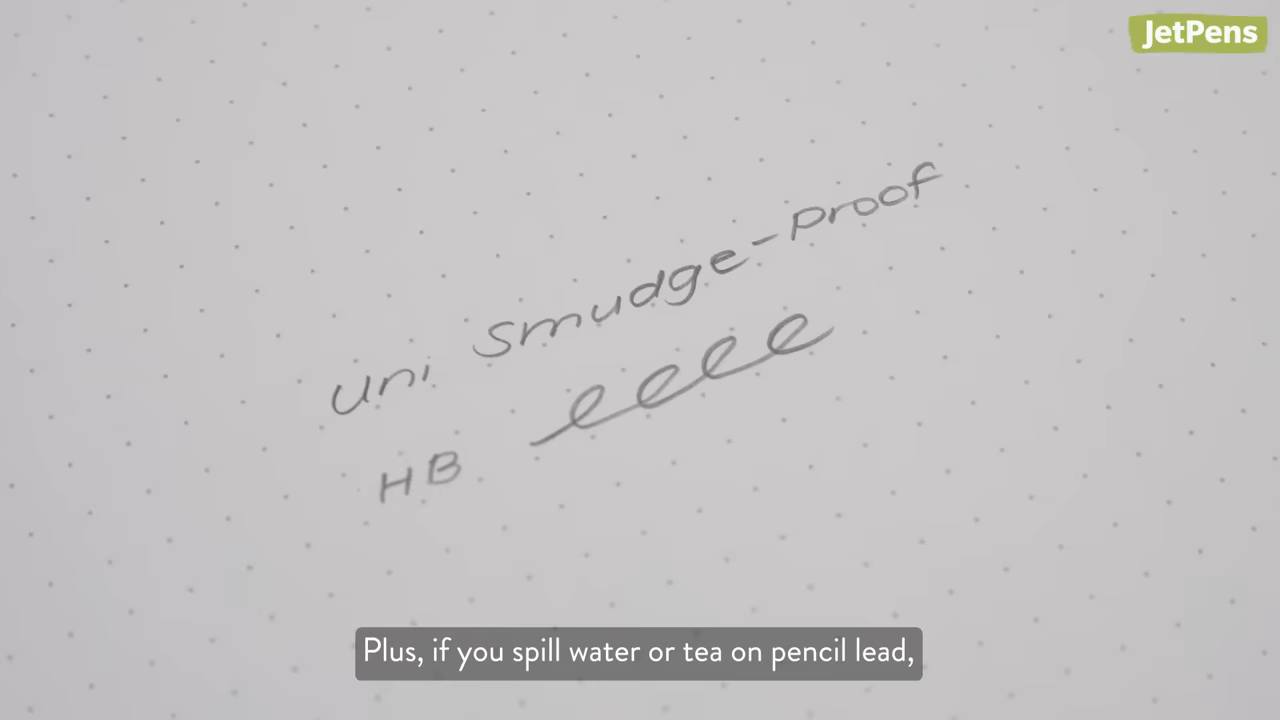 JetPens
Uni Smudge-Proof
HB
Plus, if you spill water or tea on pencil lead,